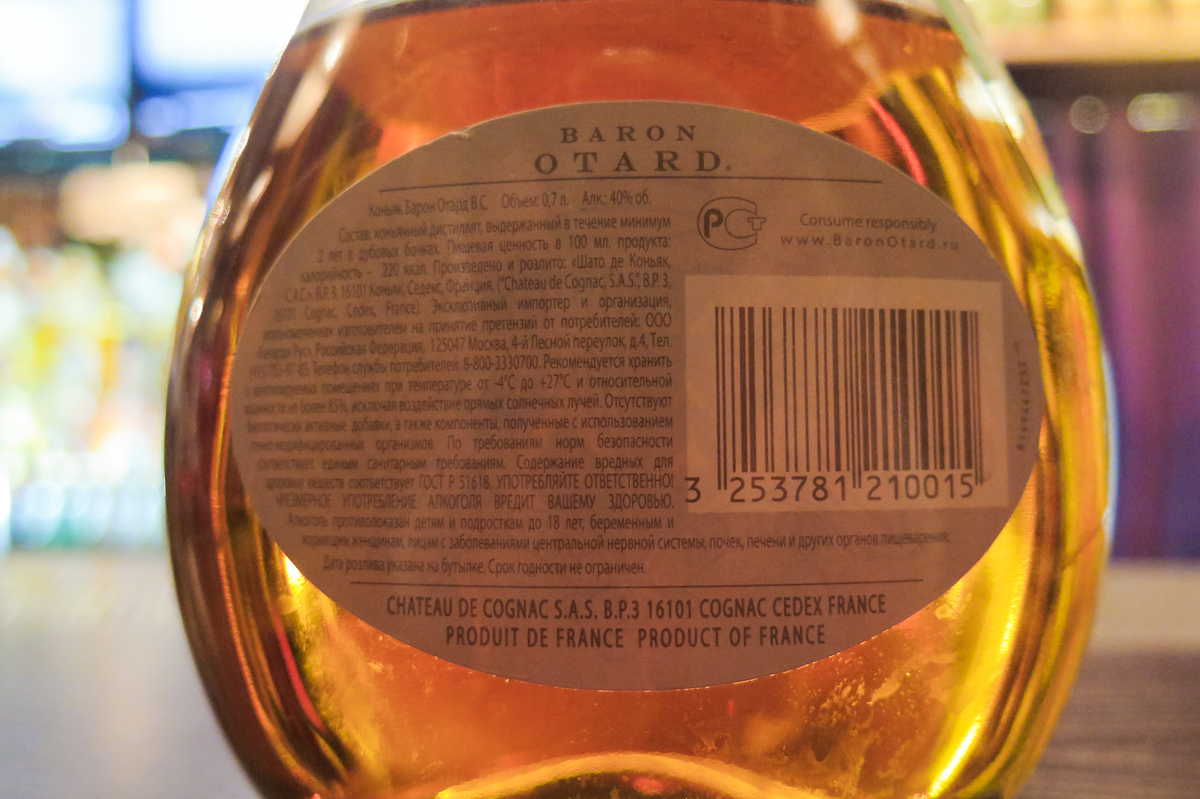 BARON
OTARD.
Коньяк Барон Отард В.С. Объем: 0,7 л. Алк.: 40% об.
Состав: коньячный дистиллят, выдержанный в течение минимум
2 лет в дубовых бочках. Пищевая ценность в 100 мл. продукта:
калорийность - 220 ккал. Произведено и розлито: «Шато де Коньяк,
С.А.С», B.P. 3, 16101 Коньяк, Седекс, Франция, ("Chateau de Cognac, S.A.S.", B.P. 3,
16101 Cognac, Cedex, France). Эксклюзивный импортер и организация,
уполномоченная изготовителем на принятие претензий от потребителей: ООО
Рус», Российская Федерация, 125047 Москва, 4-й Лесной переулок, д.4, Тел.
755-97-85. Телефон службы потребителей: 8-800-3330700. Рекомендуется хранить
в вентилируемых помещениях при температуре от -4°C до +27°C и относительной
влажности не более 85%, исключая воздействие прямых солнечных лучей. Отсутствуют
биологически активные добавки, а также компоненты, полученные с использованием
генно-модифицированных организмов. По требованиям норм безопасности
соответствует единым санитарным требованиям. Содержание вредных для
здоровья веществ соответствует ГОСТ Р 51618. УПОТРЕБЛЯЙТЕ ОТВЕТСТВЕННО!
ЧРЕЗМЕРНОЕ УПОТРЕБЛЕНИЕ АЛКОГОЛЯ ВРЕДИТ ВАШЕМУ ЗДОРОВЬЮ.
Алкоголь противопоказан детям и подросткам до 18 лет, беременным и
кормящим женщинам, лицам с заболеваниями центральной нервной системы, почек, печени и других органов пищеварения.
Дата розлива указана на бутылке. Срок годности не ограничен.
РСТ
Consume responsibly
www.BaronOtard.ru
3 253781 210015
CHATEAU DE COGNAC S.A.S. B.P.3 16101 COGNAC CEDEX FRANCE
PRODUIT DE FRANCE PRODUCT OF FRANCE